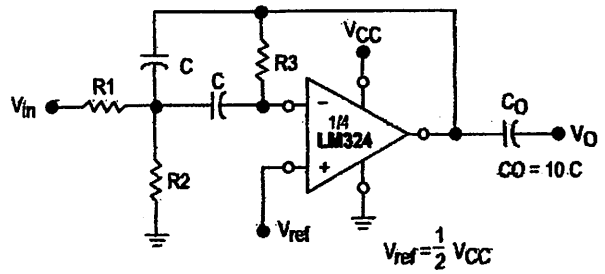 VCC
C
R3
R1
C
Vin
1/4
LM324
CO
VO
CO = 10 C
R2
Vref
Vref = 1/2 VCC